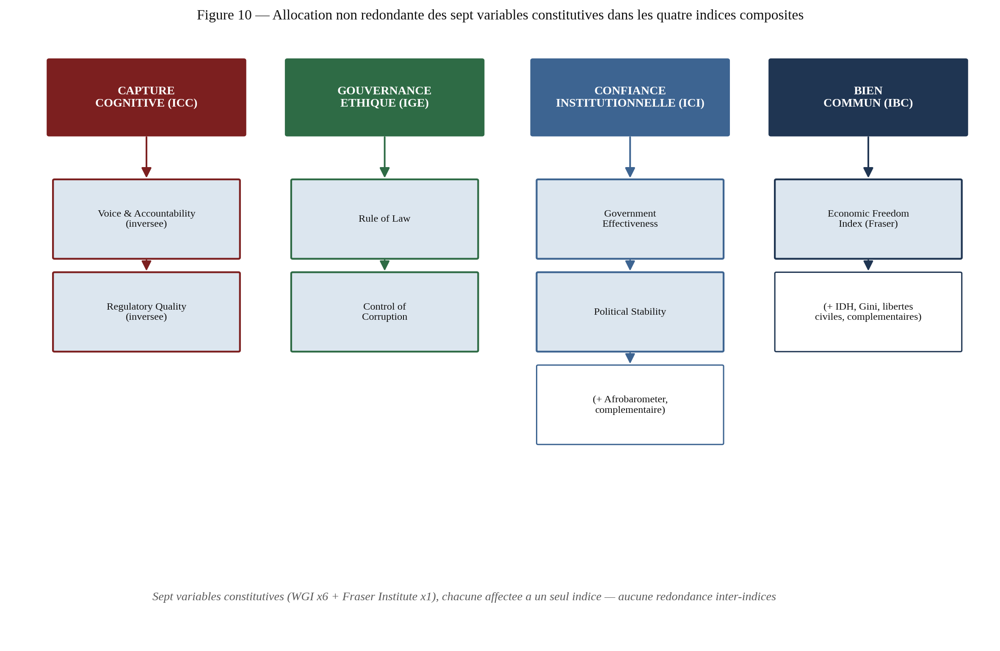 Figure 10 — Allocation non redondante des sept variables constitutives dans les quatre indices composites
CAPTURE
COGNITIVE (ICC)
GOUVERNANCE
ETHIQUE (IGE)
CONFIANCE
INSTITUTIONNELLE (ICI)
BIEN
COMMUN (IBC)
Voice & Accountability
(inversee)
Rule of Law
Government
Effectiveness
Economic Freedom
Index (Fraser)
Regulatory Quality
(inversee)
Control of
Corruption
Political Stability
(+ IDH, Gini, libertes
civiles, complementaires)
(+ Afrobarometer,
complementaire)
Sept variables constitutives (WGI x6 + Fraser Institute x1), chacune affectee a un seul indice — aucune redondance inter-indices